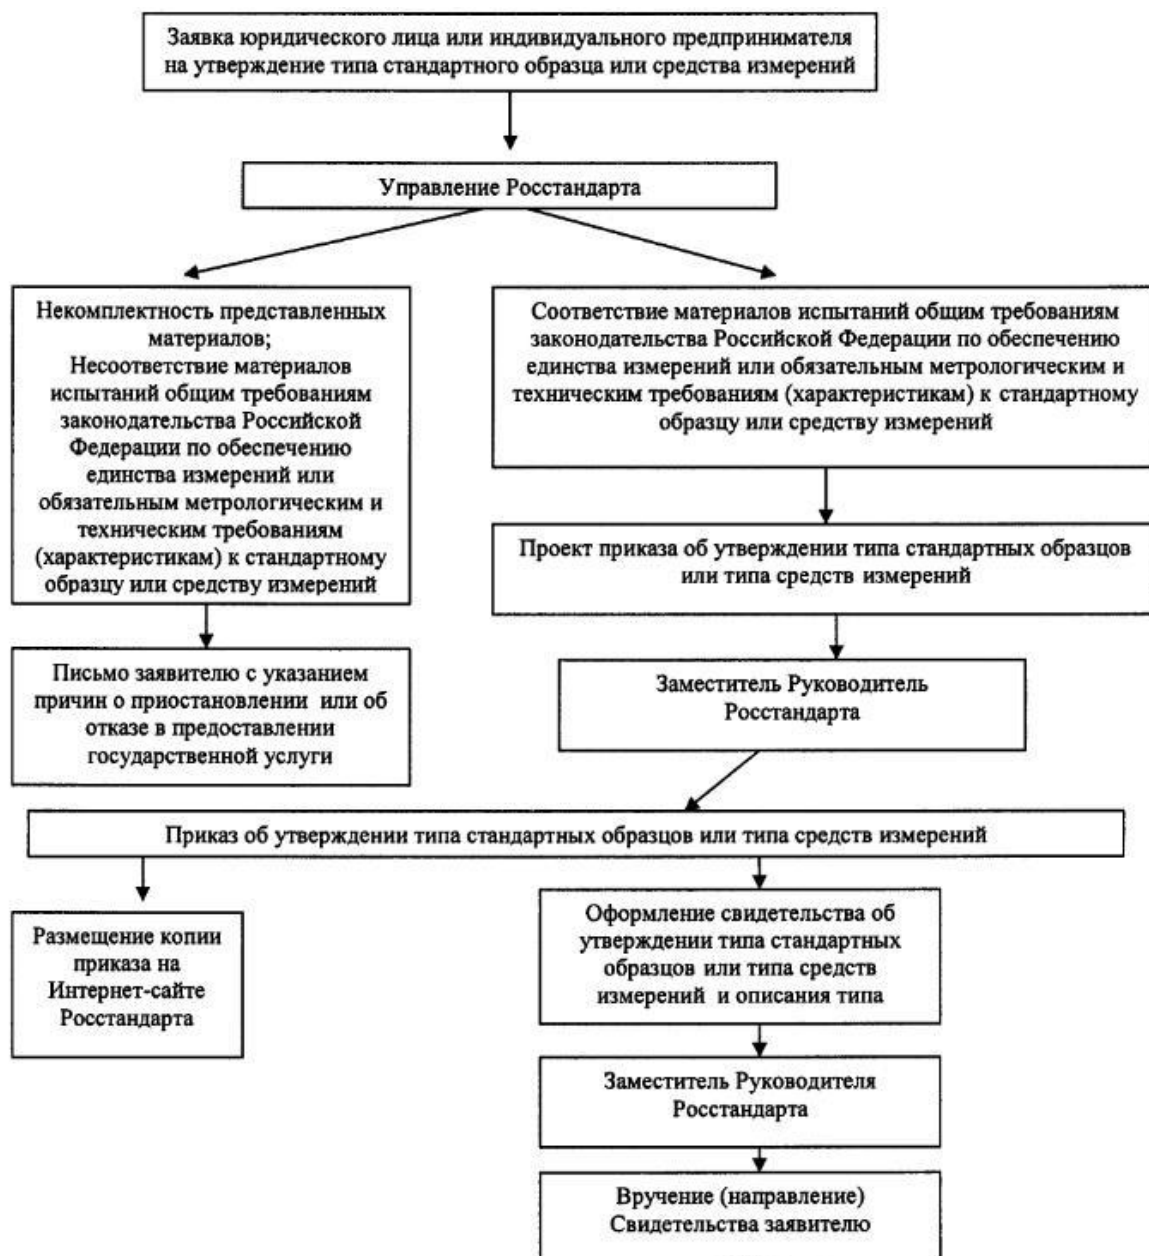 Заявка юридического лица или индивидуального предпринимателя
на утверждение типа стандартного образца или средства измерений
Управление Росстандарта
Некомплектность представленных
материалов;
Несоответствие материалов
испытаний общим требованиям
законодательства Российской
Федерации по обеспечению
единства измерений или
обязательным метрологическим и
техническим требованиям
(характеристикам) к стандартному
образцу или средству измерений
Соответствие материалов испытаний общим требованиям
законодательства Российской Федерации по обеспечению
единства измерений или обязательным метрологическим и
техническим требованиям (характеристикам) к стандартному
образцу или средству измерений
Проект приказа об утверждении типа стандартных образцов
или типа средств измерений
Письмо заявителю с указанием
причин о приостановлении или об
отказе в предоставлении
государственной услуги
Заместитель Руководитель
Росстандарта
Приказ об утверждении типа стандартных образцов или типа средств измерений
Размещение копии
приказа на
Интернет-сайте
Росстандарта
Оформление свидетельства об
утверждении типа стандартных
образцов или типа средств
измерений и описания типа
Заместитель Руководителя
Росстандарта
Вручение (направление)
Свидетельства заявителю